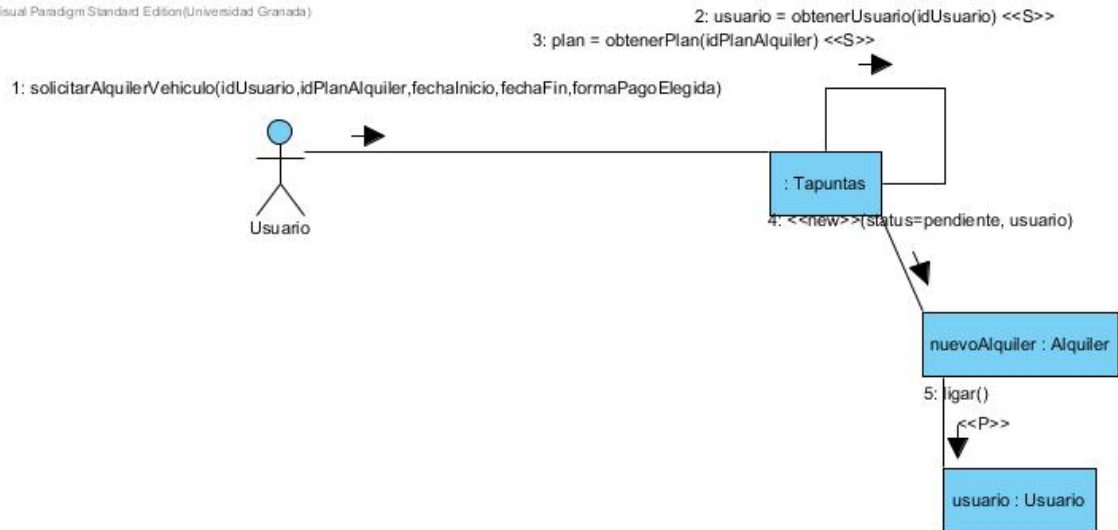 isual Paradigm Standard Edition(Universidad Granada)
2: usuario = obtenerUsuario(idUsuario) <<S>>
3: plan = obtenerPlan(idPlanAlquiler) <<S>>
1: solicitarAlquilerVehiculo(idUsuario,idPlanAlquiler,fechaInicio,fechaFin,formaPagoElegida)
: Tapuntas
4: <<new>>(status=pendiente, usuario)
Usuario
nuevoAlquiler : Alquiler
5: ligar()
<<P>>
usuario : Usuario